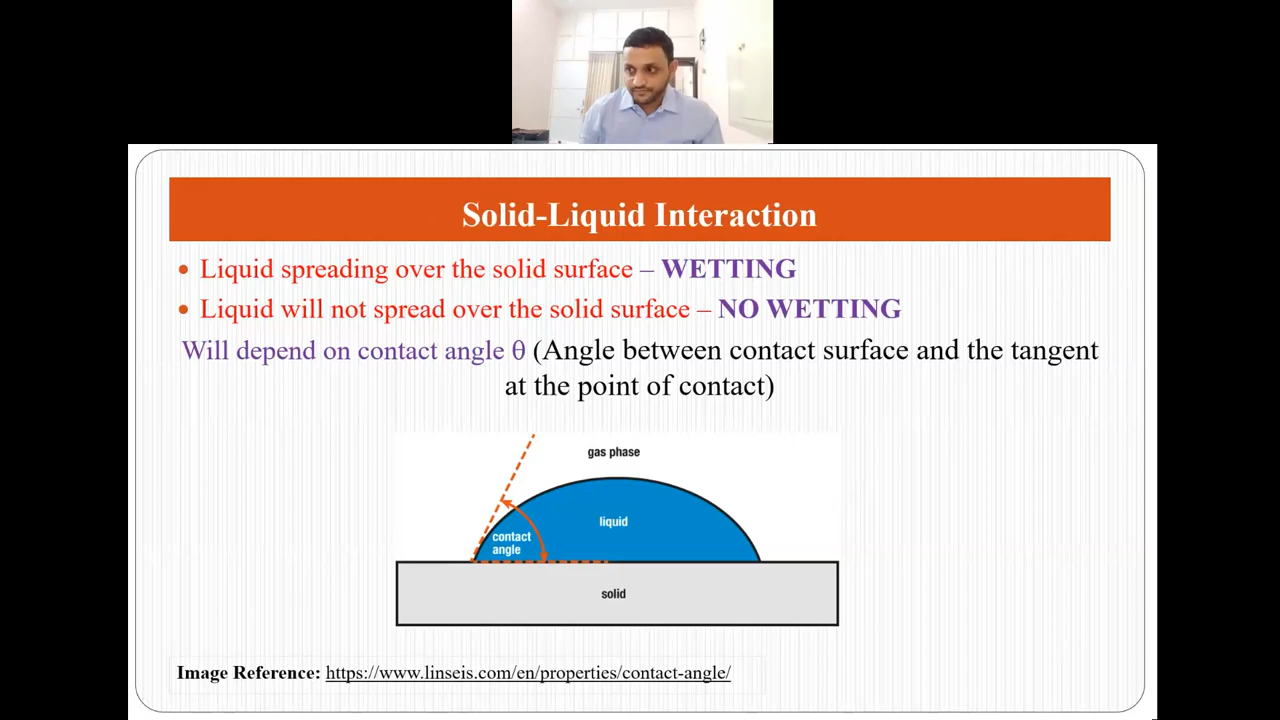 Solid-Liquid Interaction
• Liquid spreading over the solid surface – WETTING
• Liquid will not spread over the solid surface – NO WETTING
Will depend on contact angle θ (Angle between contact surface and the tangent
at the point of contact)
gas phase
liquid
contact
angle
solid
Image Reference: https://www.linseis.com/en/properties/contact-angle/